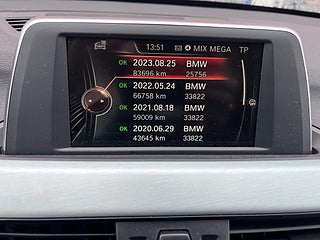 13:51 4 MIX MEGA TP
OK 2023.08.25 BMW
83696 km 25756
OK 2022.05.24 BMW
66758 km 33822
OK 2021.08.18 BMW
59009 km 33822
OK 2020.06.29 BMW
43645 km 33822